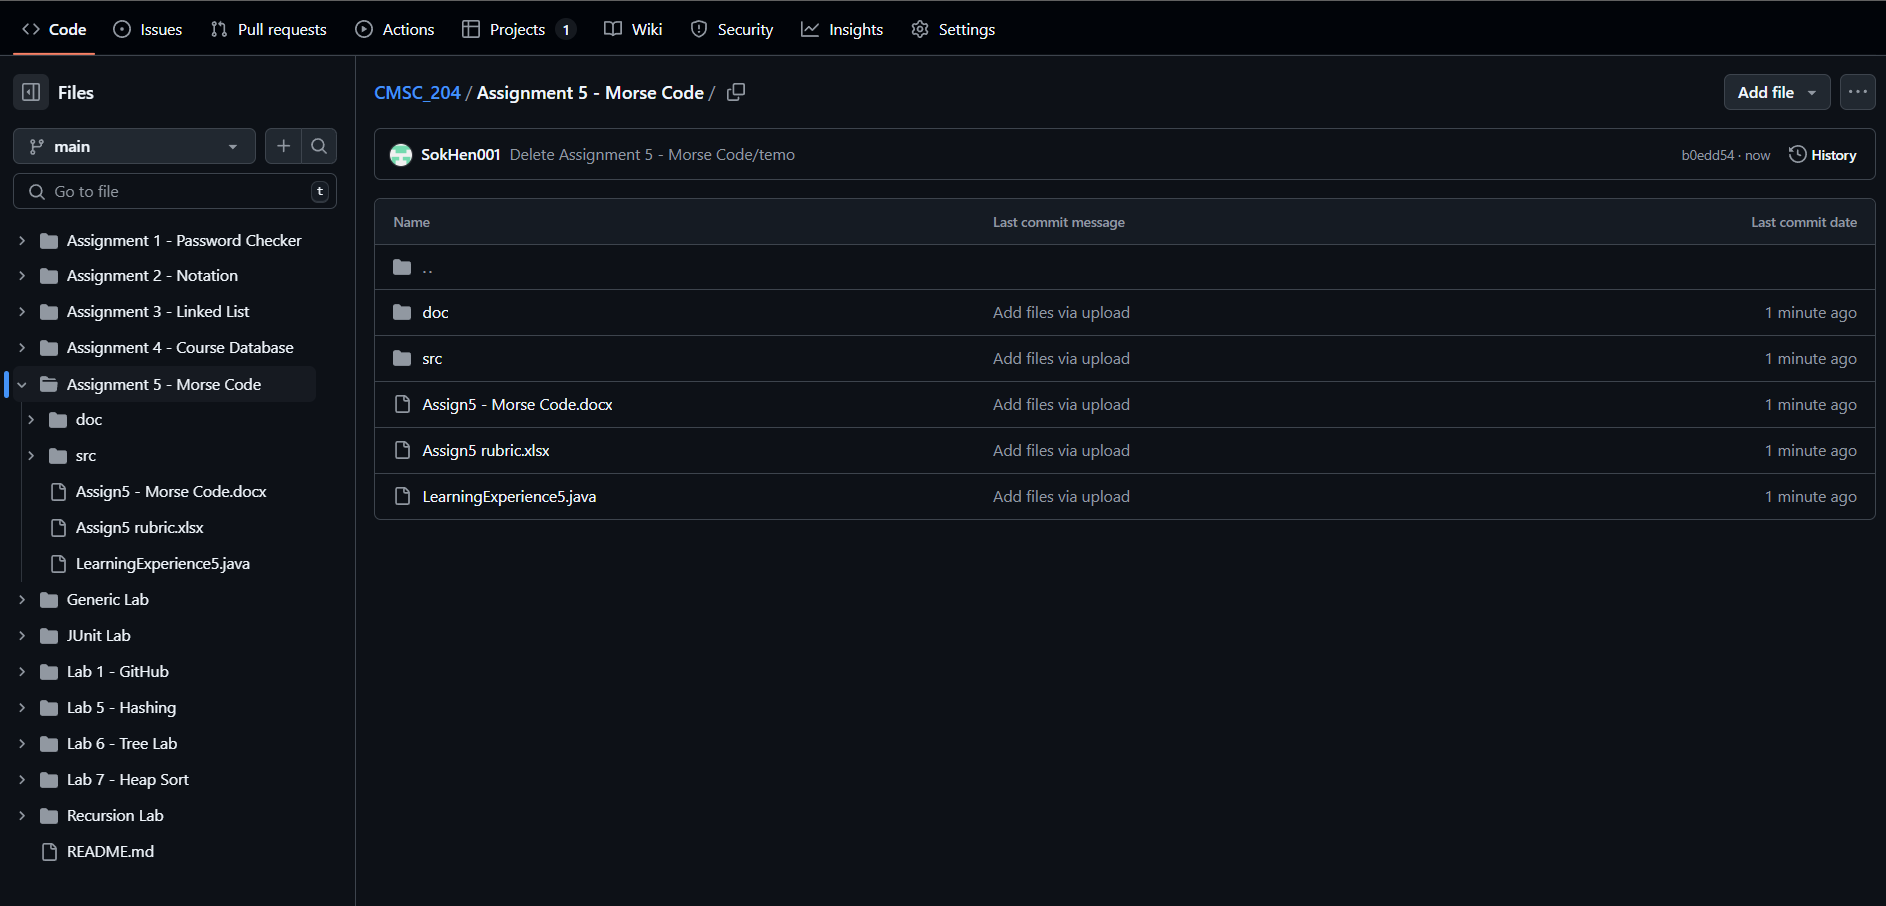 Code Issues Pull requests Actions Projects 1 Wiki Security Insights Settings
Files
main
Go to file t
Assignment 1 - Password Checker
Assignment 2 - Notation
Assignment 3 - Linked List
Assignment 4 - Course Database
Assignment 5 - Morse Code
doc
src
Assign5 - Morse Code.docx
Assign5 rubric.xlsx
LearningExperience5.java
Generic Lab
JUnit Lab
Lab 1 - GitHub
Lab 5 - Hashing
Lab 6 - Tree Lab
Lab 7 - Heap Sort
Recursion Lab
README.md
CMSC_204 / Assignment 5 - Morse Code /
Add file
SokHen001 Delete Assignment 5 - Morse Code/temo b0edd54 · now History
Name Last commit message Last commit date
..
doc Add files via upload 1 minute ago
src Add files via upload 1 minute ago
Assign5 - Morse Code.docx Add files via upload 1 minute ago
Assign5 rubric.xlsx Add files via upload 1 minute ago
LearningExperience5.java Add files via upload 1 minute ago